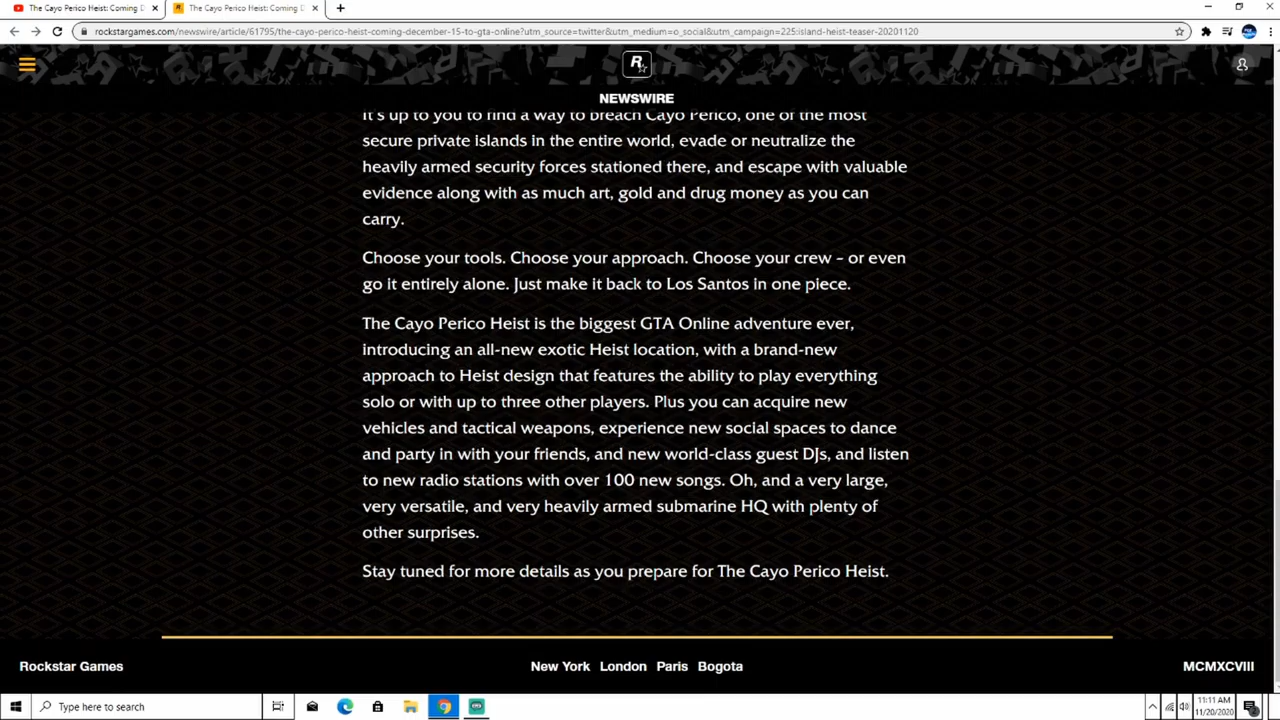 The Cayo Perico Heist: Coming D
The Cayo Perico Heist: Coming D
rockstargames.com/newswire/article/61795/the-cayo-perico-heist-coming-december-15-to-gta-online?utm_source=twitter&utm_medium=o_social&utm_campaign=225:island-heist-teaser-20201120
R
NEWSWIRE
It's up to you to find a way to breach Cayo Perico, one of the most
secure private islands in the entire world, evade or neutralize the
heavily armed security forces stationed there, and escape with valuable
evidence along with as much art, gold and drug money as you can
carry.
Choose your tools. Choose your approach. Choose your crew – or even
go it entirely alone. Just make it back to Los Santos in one piece.
The Cayo Perico Heist is the biggest GTA Online adventure ever,
introducing an all-new exotic Heist location, with a brand-new
approach to Heist design that features the ability to play everything
solo or with up to three other players. Plus you can acquire new
vehicles and tactical weapons, experience new social spaces to dance
and party in with your friends, and new world-class guest DJs, and listen
to new radio stations with over 100 new songs. Oh, and a very large,
very versatile, and very heavily armed submarine HQ with plenty of
other surprises.
Stay tuned for more details as you prepare for The Cayo Perico Heist.
Rockstar Games
New York London Paris Bogota
MCMXCVIII
Type here to search
11:11 AM
11/20/2020